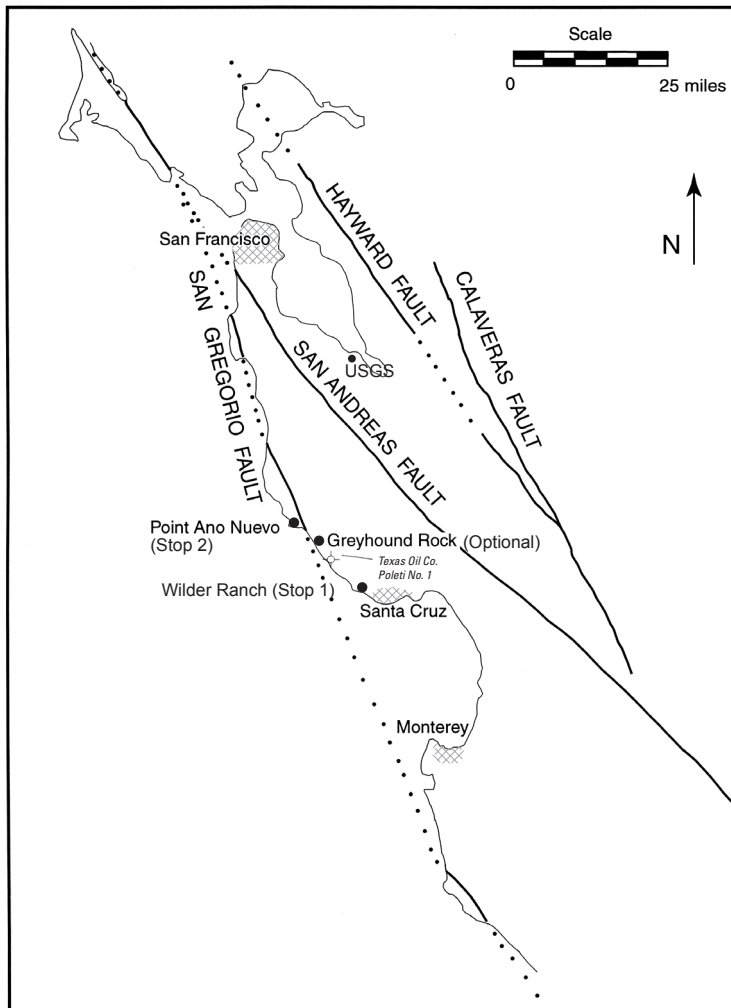 Scale
0 25 miles
N
HAYWARD FAULT
CALAVERAS FAULT
San Francisco
SAN GREGORIO FAULT
SAN ANDREAS FAULT
USGS
Point Ano Nuevo
(Stop 2)
Greyhound Rock (Optional)
Texas Oil Co.
Poleti No. 1
Wilder Ranch (Stop 1)
Santa Cruz
Monterey